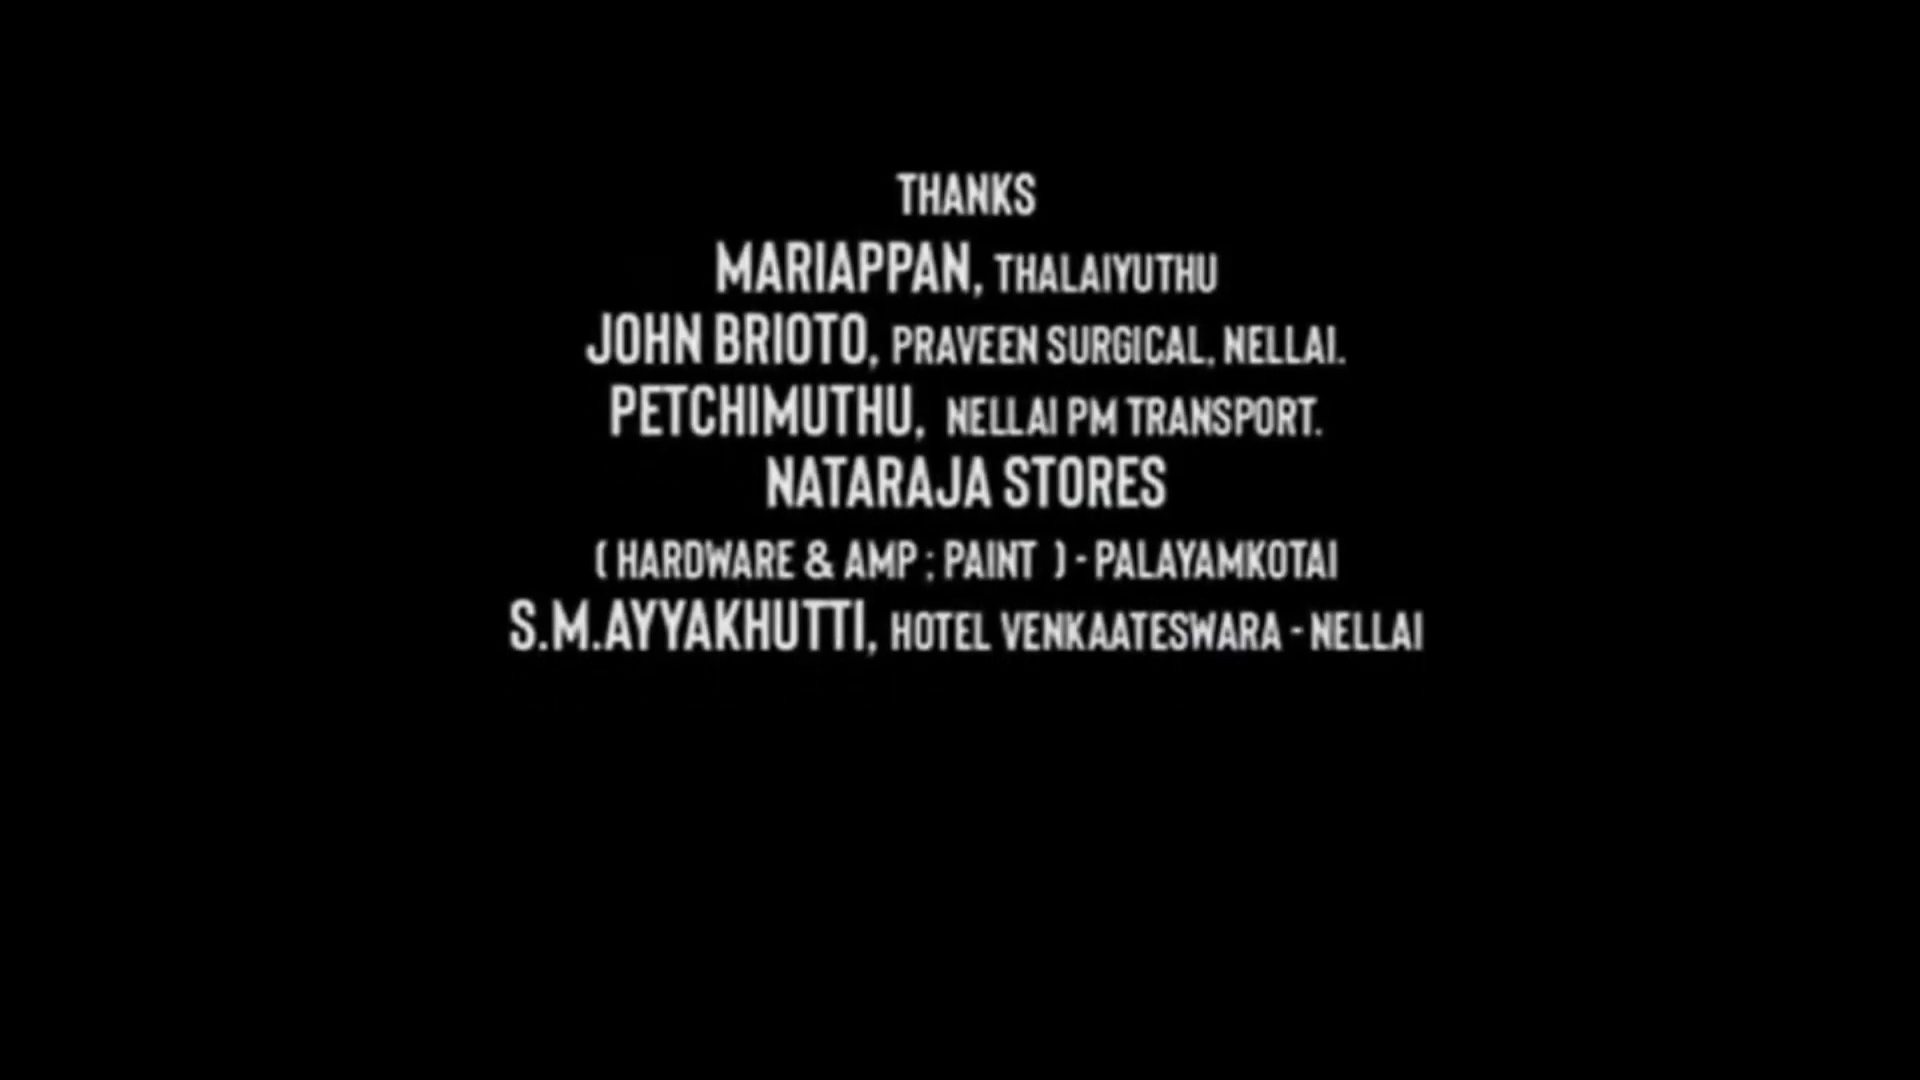 THANKS
MARIAPPAN, THALAIYUTHU
JOHN BRIOTO, PRAVEEN SURGICAL, NELLAI.
PETCHIMUTHU, NELLAI PM TRANSPORT.
NATARAJA STORES
( HARDWARE & AMP ; PAINT ) - PALAYAMKOTAI
S.M.AYYAKHUTTI, HOTEL VENKAATESWARA - NELLAI